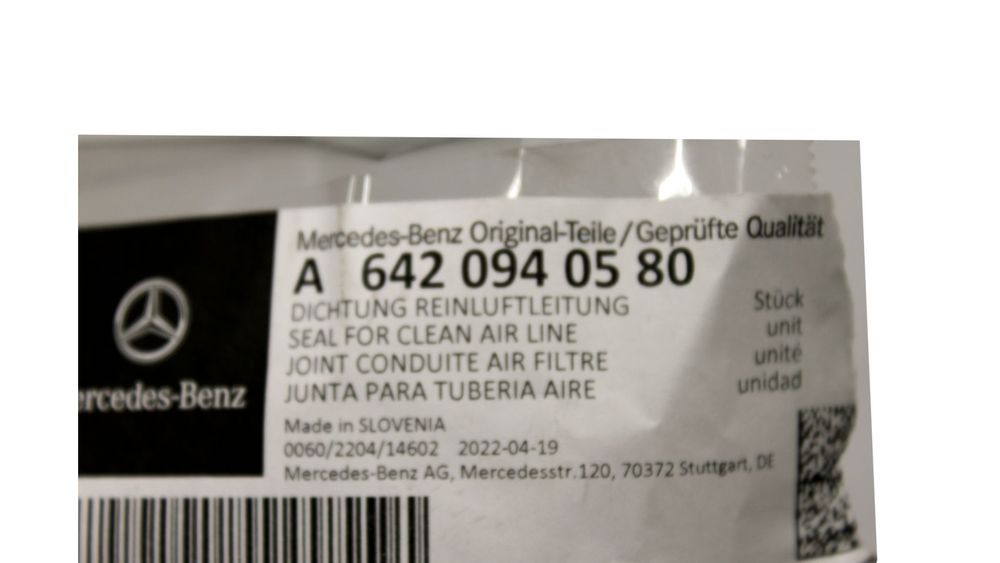 Mercedes-Benz Original-Teile/Geprüfte Qualität
A 642 094 05 80
DICHTUNG REINLUFTLEITUNG Stück
SEAL FOR CLEAN AIR LINE unit
JOINT CONDUITE AIR FILTRE unité
JUNTA PARA TUBERIA AIRE unidad
ercedes-Benz
Made in SLOVENIA
0060/2204/14602 2022-04-19
Mercedes-Benz AG, Mercedesstr.120, 70372 Stuttgart, DE